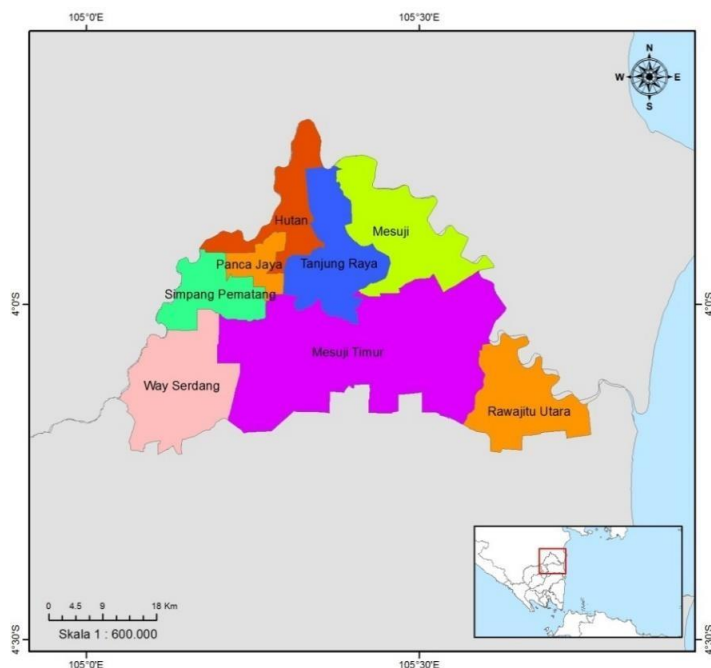 105°0'E
105°30'E
N
W
E
S
Hutan
Mesuji
Panca Jaya
Tanjung Raya
Simpang Pematang
4°0'S
4°0'S
Mesuji Timur
Way Serdang
Rawajitu Utara
0 4.5 9 18 Km
Skala 1 : 600.000
4°30'S
4°30'S
105°0'E
105°30'E